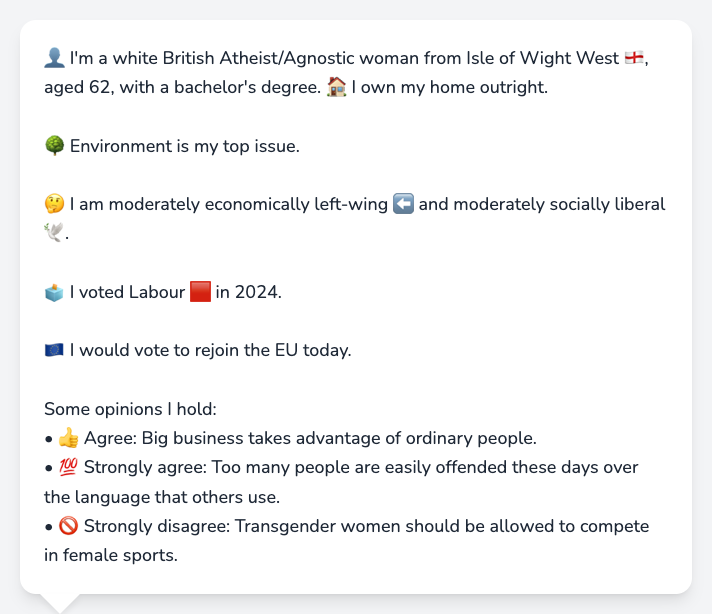 👤 I'm a white British Atheist/Agnostic woman from Isle of Wight West 🏴󠁧󠁢󠁥󠁮󠁧󠁿,
aged 62, with a bachelor's degree. 🏠 I own my home outright.
🌳 Environment is my top issue.
🤔 I am moderately economically left-wing ⬅️ and moderately socially liberal
🕊️.
🗳️ I voted Labour 🟥 in 2024.
🇪🇺 I would vote to rejoin the EU today.
Some opinions I hold:
• 👍 Agree: Big business takes advantage of ordinary people.
• 💯 Strongly agree: Too many people are easily offended these days over
the language that others use.
• 🚫 Strongly disagree: Transgender women should be allowed to compete
in female sports.